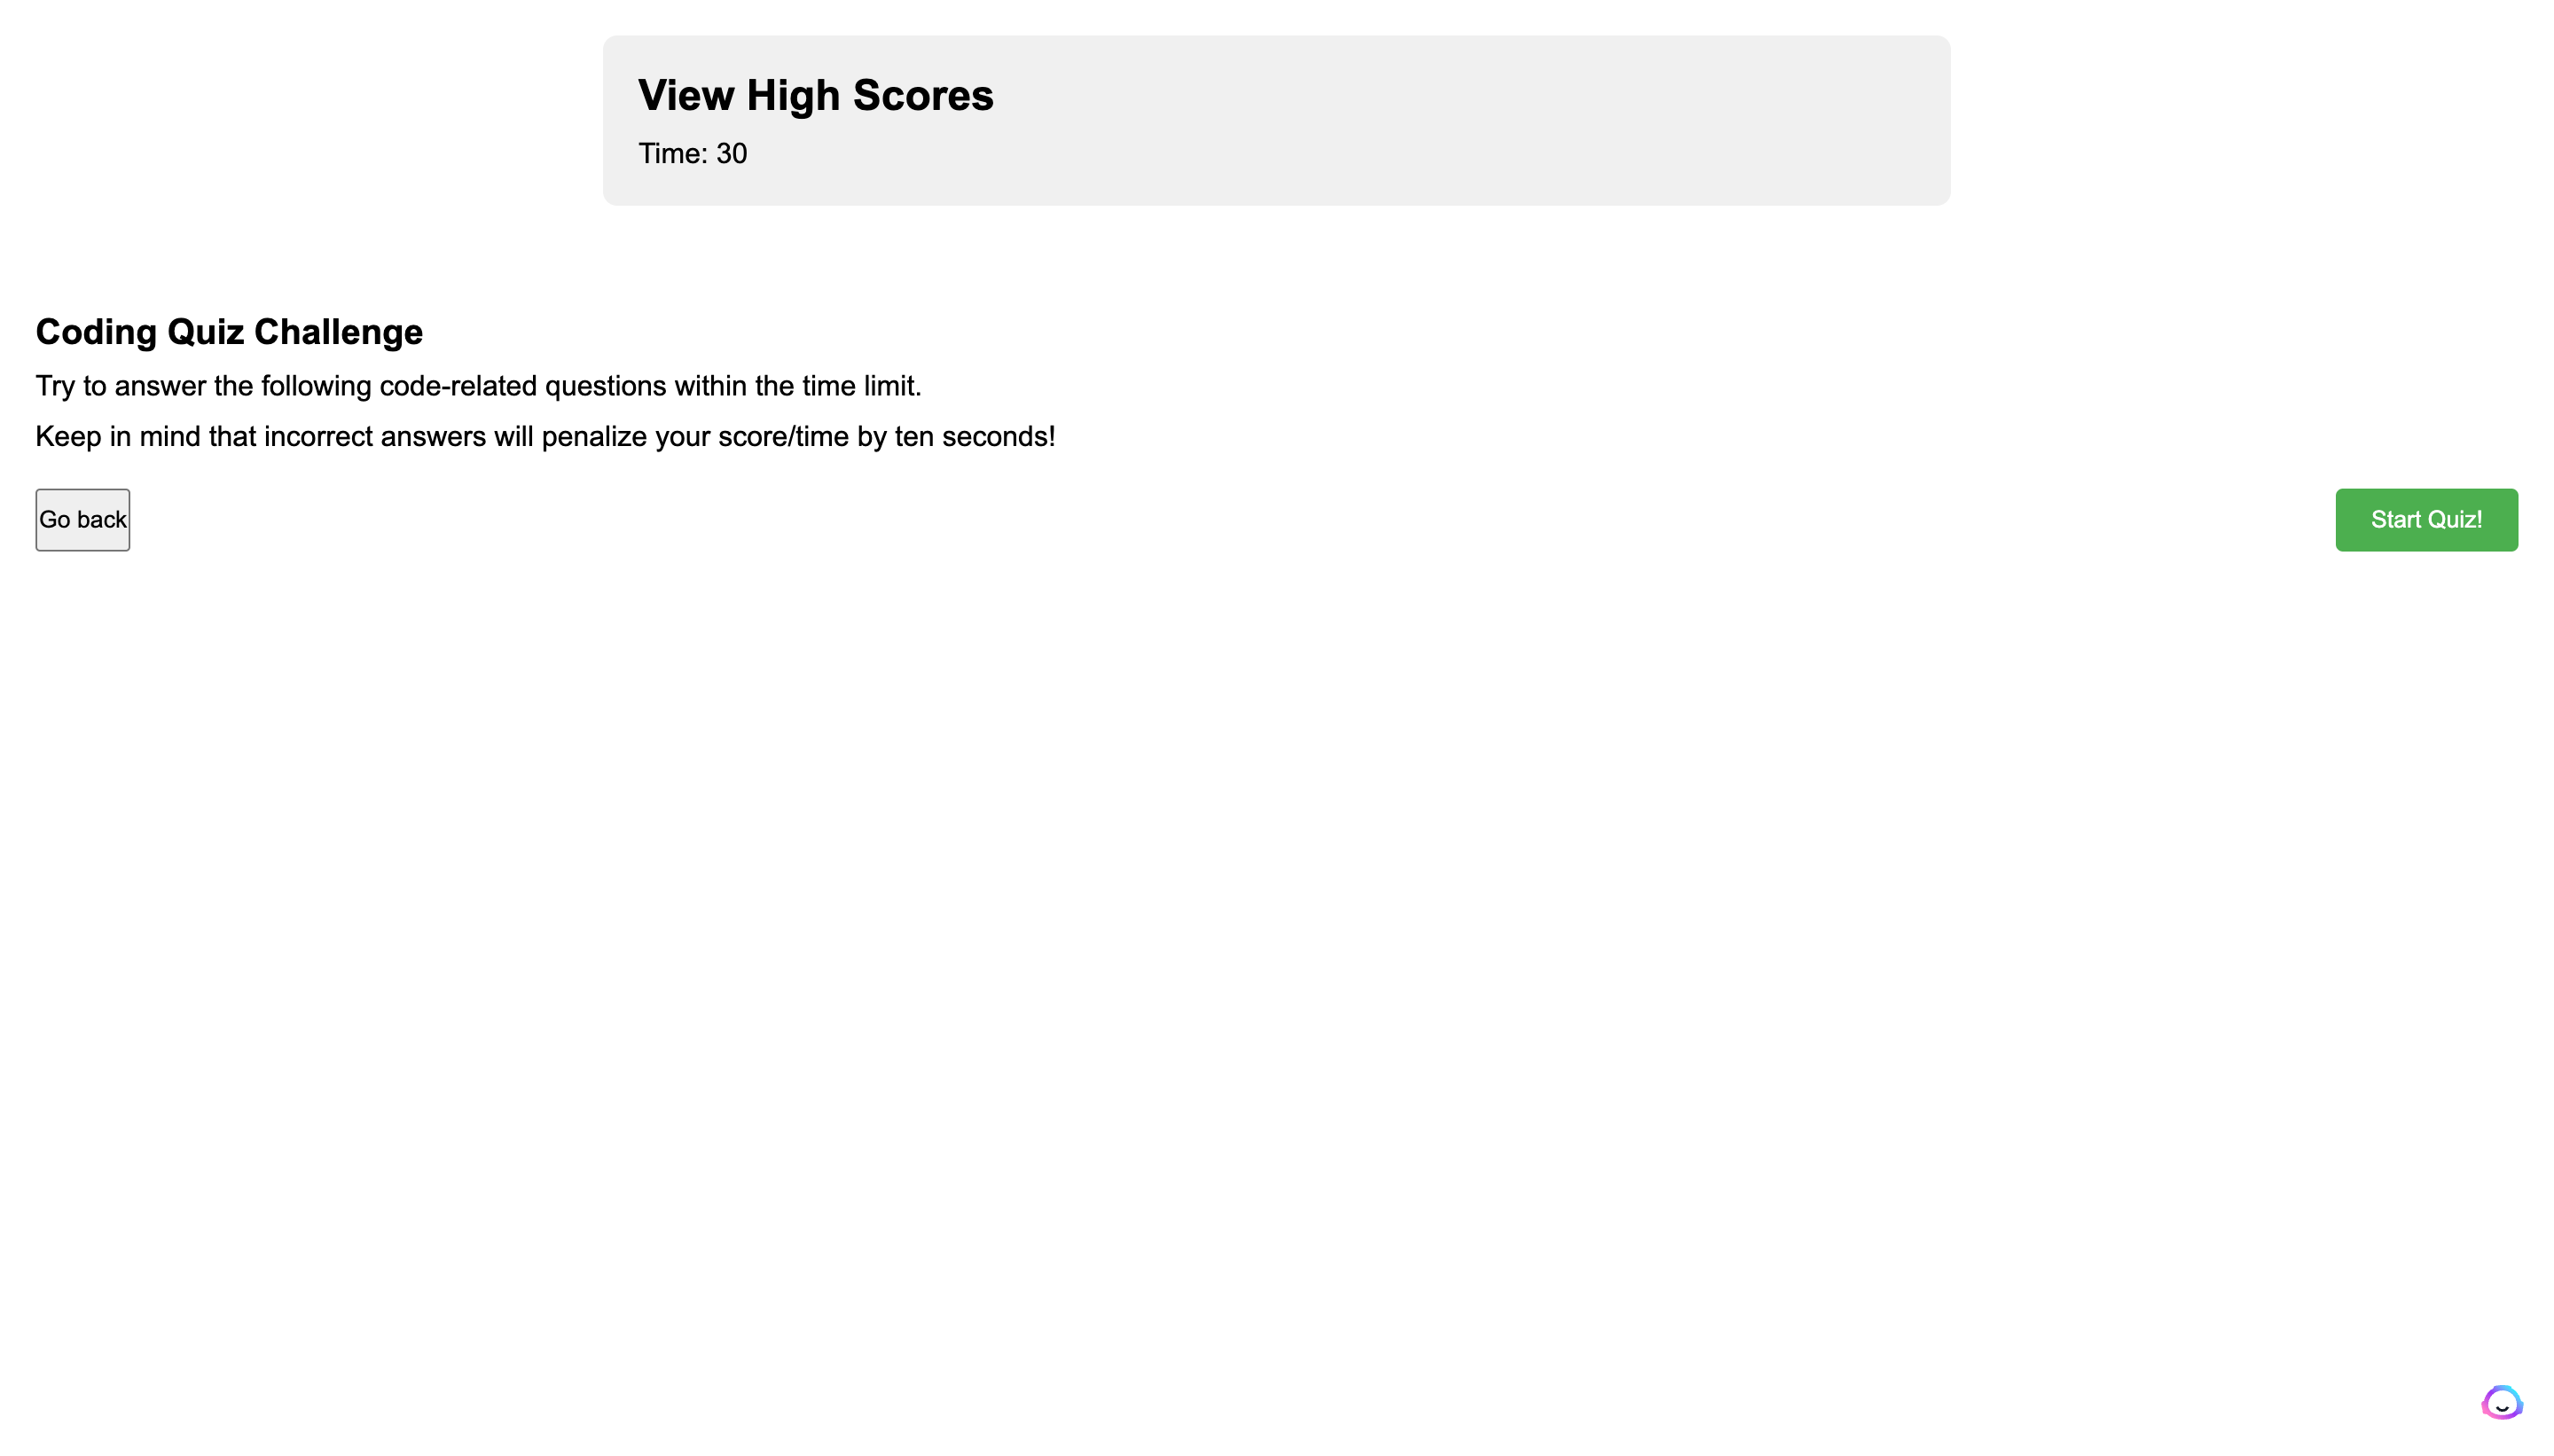 View High Scores
Time: 30
Coding Quiz Challenge
Try to answer the following code-related questions within the time limit.
Keep in mind that incorrect answers will penalize your score/time by ten seconds!
Go back
Start Quiz!